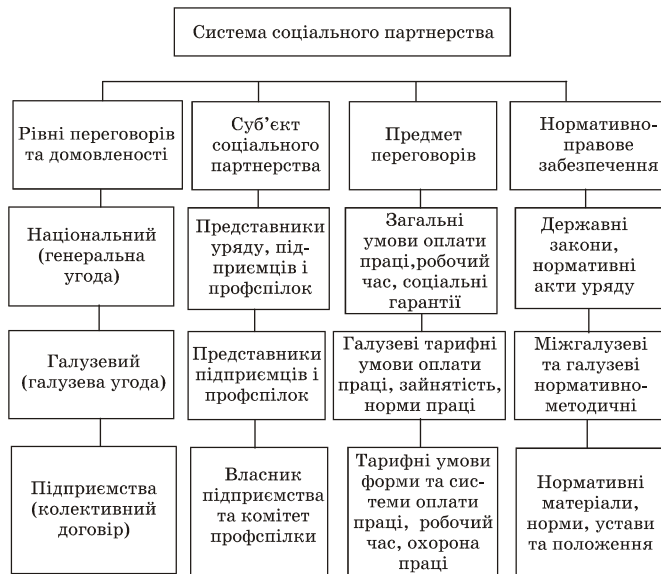 Система соціального партнерства
Рівні переговорів
та домовленості
Суб’єкт
соціального
партнерства
Предмет
переговорів
Нормативно-
правове
забезпечення
Національний
(генеральна
угода)
Представники
уряду, під-
приємців і
профспілок
Загальні
умови оплати
праці,робочий
час, соціальні
гарантії
Державні
закони,
нормативні
акти уряду
Галузевий
(галузева угода)
Представники
підприємців і
профспілок
Галузеві тарифні
умови оплати
праці, зайнятість,
норми праці
Міжгалузеві
та галузеві
нормативно-
методичні
Підприємства
(колективний
договір)
Власник
підприємства
та комітет
профспілки
Тарифні умови
форми та сис-
теми оплати
праці, робочий
час, охорона
праці
Нормативні
матеріали,
норми, устави
та положення